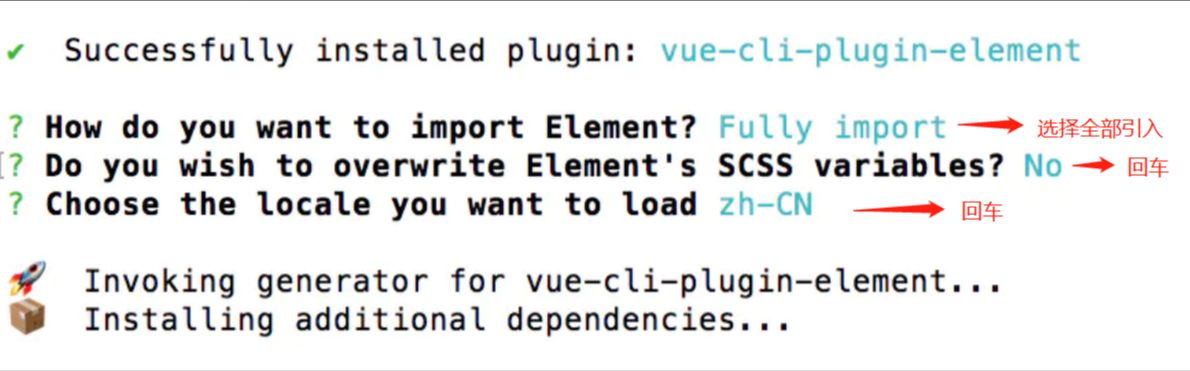 ✔ Successfully installed plugin: vue-cli-plugin-element
? How do you want to import Element? Fully import 选择全部引入
? Do you wish to overwrite Element's SCSS variables? No 回车
? Choose the locale you want to load zh-CN 回车
Invoking generator for vue-cli-plugin-element...
Installing additional dependencies...